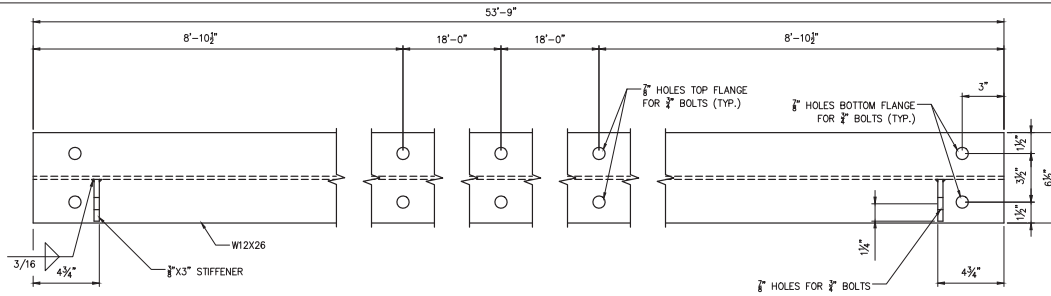 53'-9"
8'-10½"
18'-0"
18'-0"
8'-10½"
⅞" HOLES TOP FLANGE
FOR ¾" BOLTS (TYP.)
⅞" HOLES BOTTOM FLANGE
FOR ¾" BOLTS (TYP.)
3"
1½"
3½"
6½"
1½"
1¼"
W12X26
3/16
4¾"
⅜"X3" STIFFENER
4¾"
⅞" HOLES FOR ¾" BOLTS